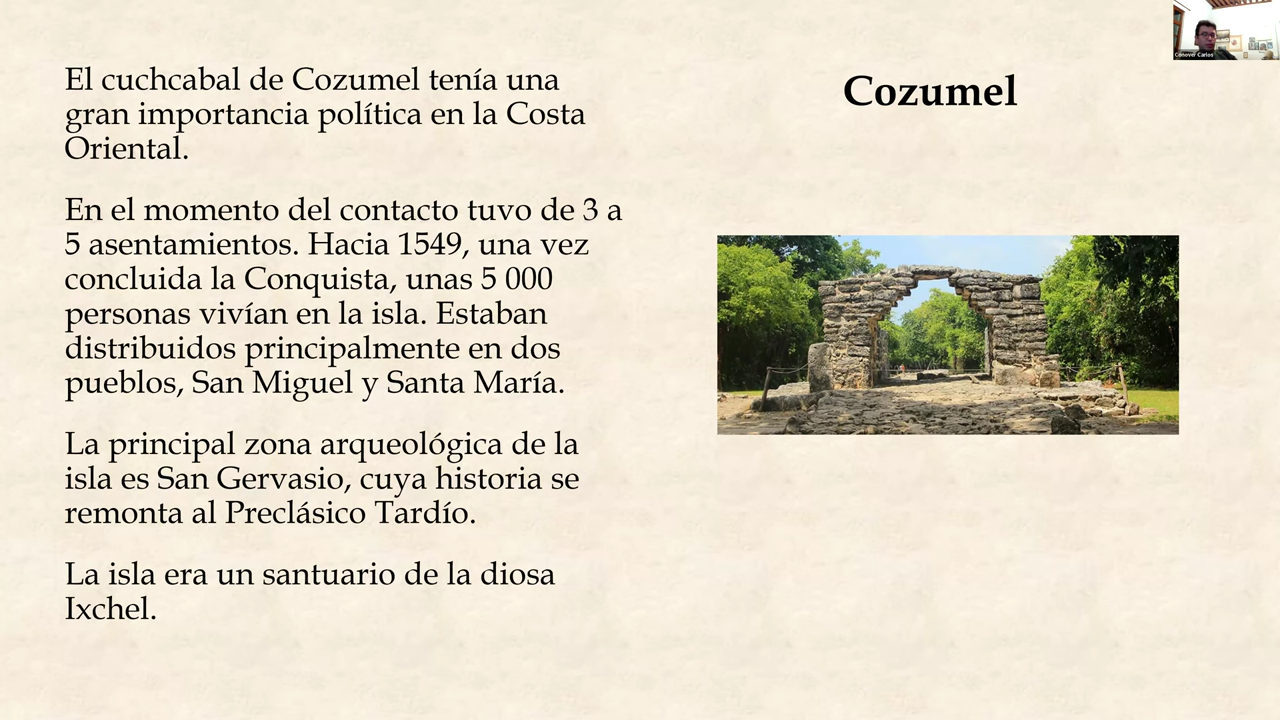 El cuchcabal de Cozumel tenía una
gran importancia política en la Costa
Oriental.
En el momento del contacto tuvo de 3 a
5 asentamientos. Hacia 1549, una vez
concluida la Conquista, unas 5 000
personas vivían en la isla. Estaban
distribuidos principalmente en dos
pueblos, San Miguel y Santa María.
La principal zona arqueológica de la
isla es San Gervasio, cuya historia se
remonta al Preclásico Tardío.
La isla era un santuario de la diosa
Ixchel.
Cozumel
Conover Carlos